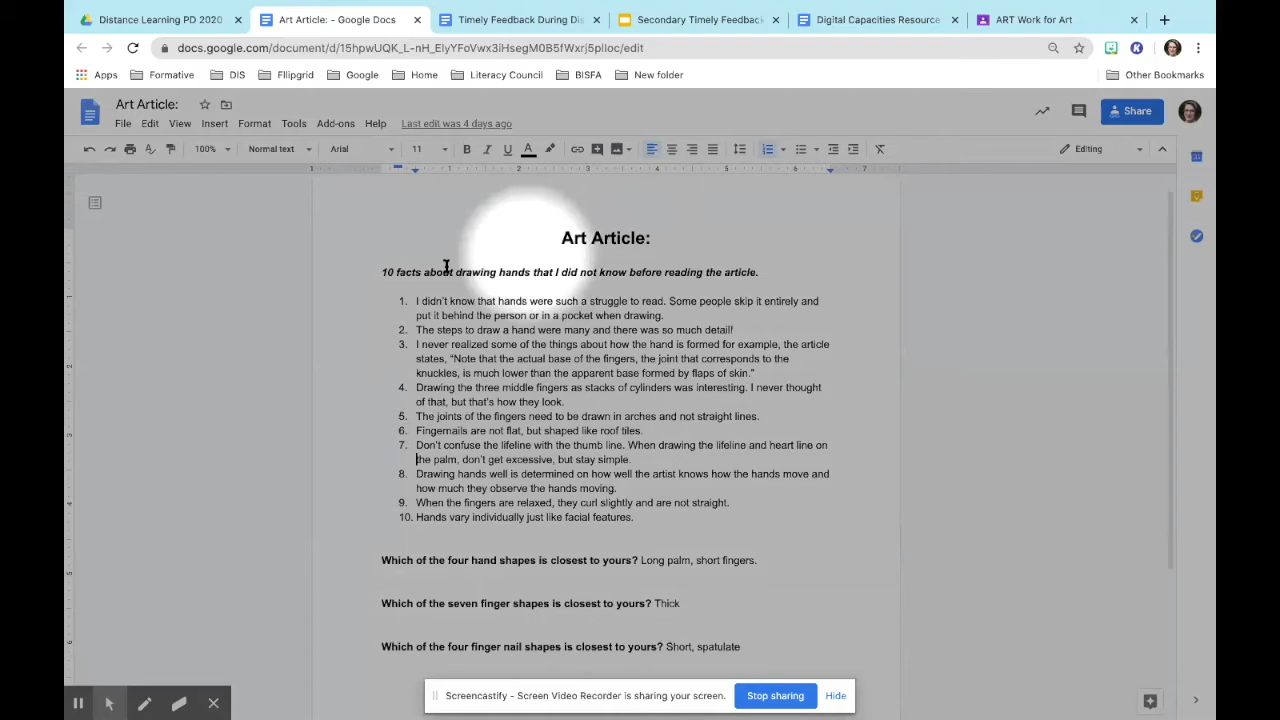 Distance Learning PD 2020
Art Article: - Google Docs
Timely Feedback During Dis
Secondary Timely Feedback
Digital Capacities Resource
ART Work for Art
docs.google.com/document/d/15hpwUQK_L-nH_ElyYFoVwx3iHsegM0B5fWxrj5plIoc/edit
Apps Formative DIS Fllipgrid Google Home Literacy Council BISFA New folder Other Bookmarks
Art Article:
File Edit View Insert Format Tools Add-ons Help Last edit was 4 days ago
Share
100% Normal text Arial 11 Editing
1 1 2 3 4 5 6 7
Art Article:
10 facts about drawing hands that I did not know before reading the article.
1. I didn't know that hands were such a struggle to read. Some people skip it entirely and
put it behind the person or in a pocket when drawing.
2. The steps to draw a hand were many and there was so much detail!
3. I never realized some of the things about how the hand is formed for example, the article
states, “Note that the actual base of the fingers, the joint that corresponds to the
knuckles, is much lower than the apparent base formed by flaps of skin.”
4. Drawing the three middle fingers as stacks of cylinders was interesting. I never thought
of that, but that's how they look.
5. The joints of the fingers need to be drawn in arches and not straight lines.
6. Fingernails are not flat, but shaped like roof tiles.
7. Don't confuse the lifeline with the thumb line. When drawing the lifeline and heart line on
the palm, don't get excessive, but stay simple.
8. Drawing hands well is determined on how well the artist knows how the hands move and
how much they observe the hands moving.
9. When the fingers are relaxed, they curl slightly and are not straight.
10. Hands vary individually just like facial features.
Which of the four hand shapes is closest to yours? Long palm, short fingers.
Which of the seven finger shapes is closest to yours? Thick
Which of the four finger nail shapes is closest to yours? Short, spatulate
Screencastify - Screen Video Recorder is sharing your screen. Stop sharing Hide